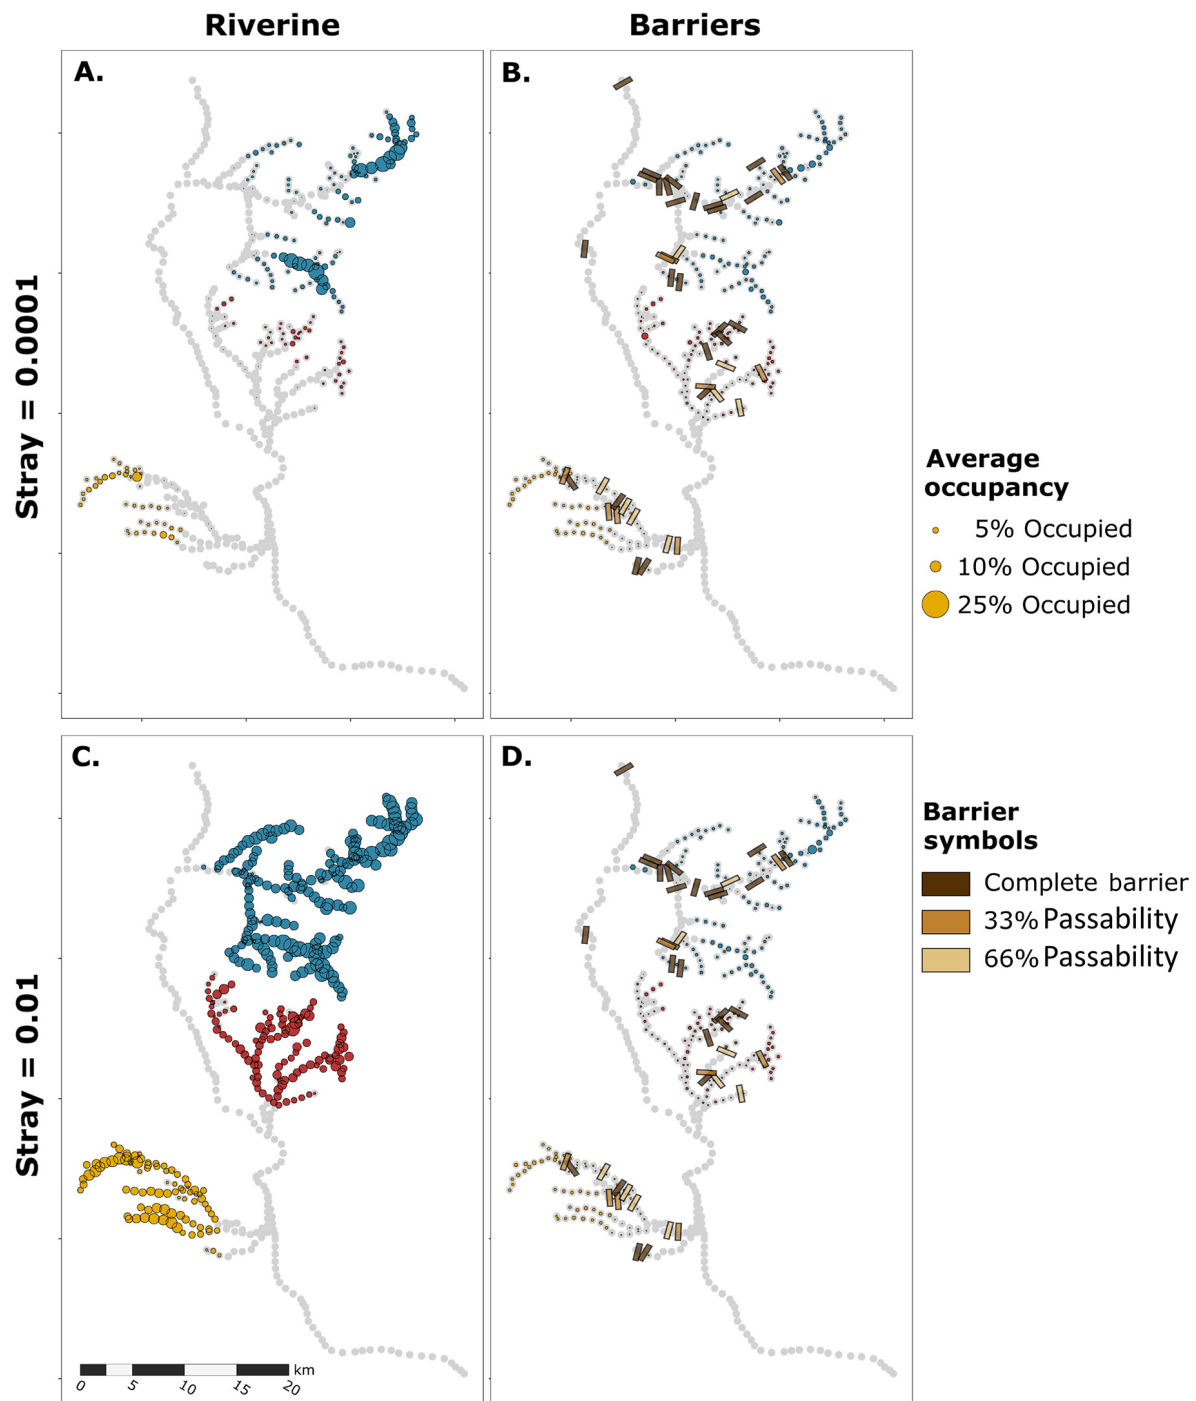 Riverine
Barriers
A.
B.
Stray = 0.0001
Average
occupancy
5% Occupied
10% Occupied
25% Occupied
C.
D.
Stray = 0.01
Barrier
symbols
Complete barrier
33% Passability
66% Passability
km
0 5 10 15 20